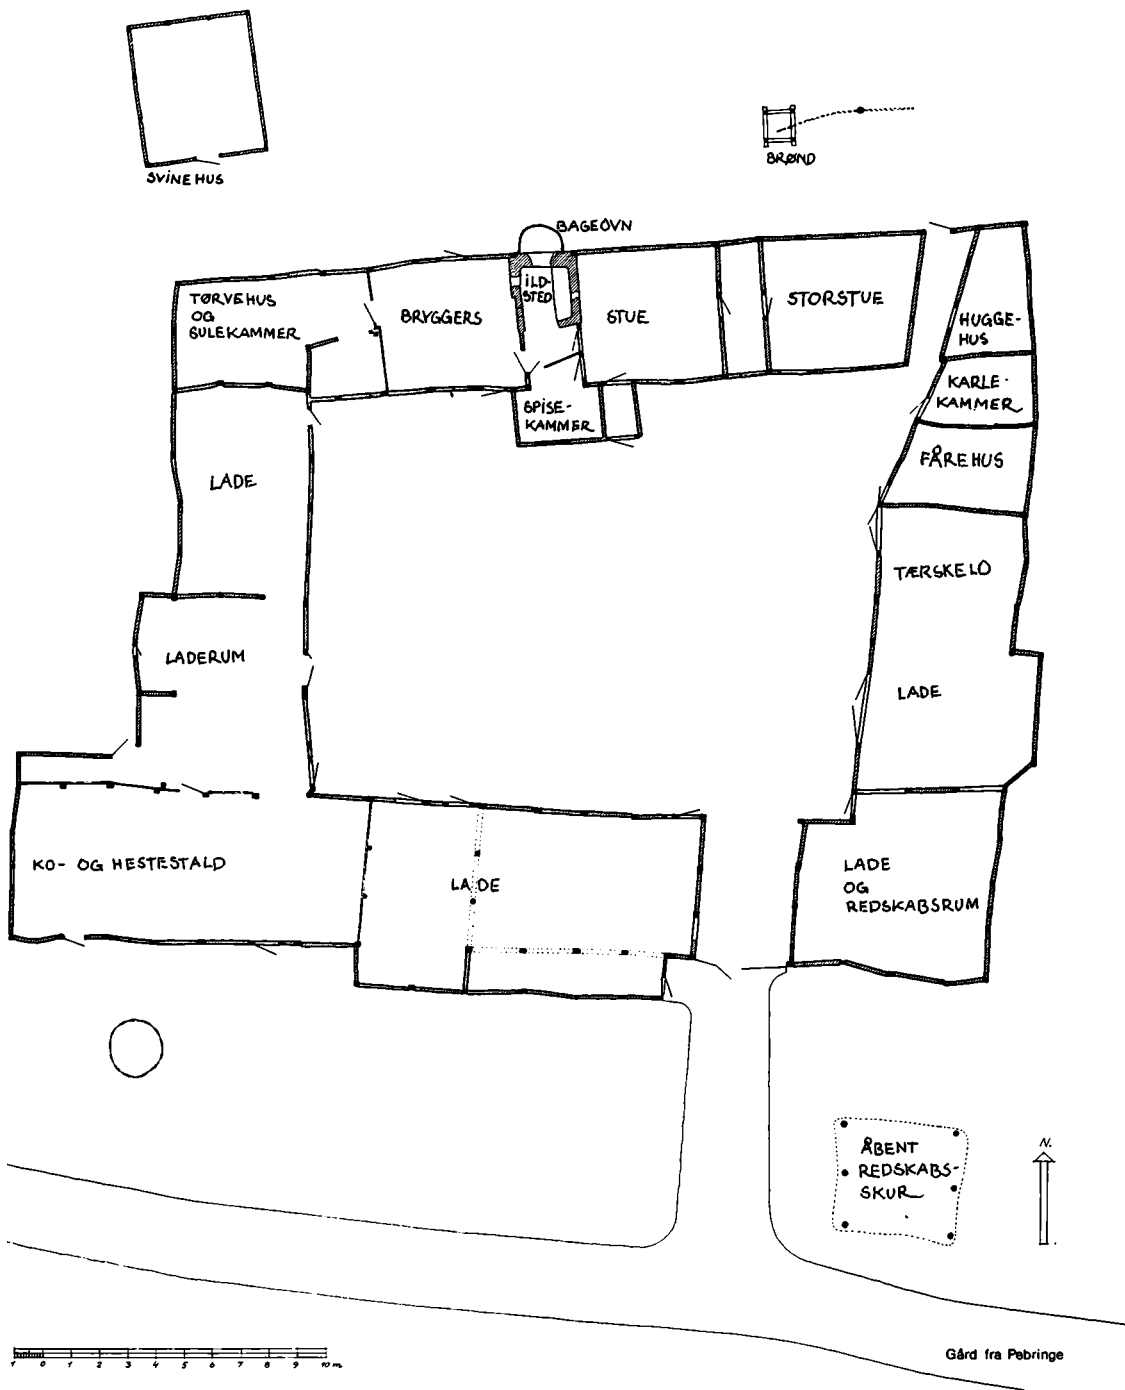 SVINEHUS
BRØND
BAGEOVN
TØRVEHUS
OG
SULEKAMMER
BRYGGERS
ILD-
STED
STUE
STORSTUE
HUGGE-
HUS
KARLE-
KAMMER
SPISE-
KAMMER
FÅREHUS
LADE
TÆRSKELO
LADERUM
LADE
KO- OG HESTESTALD
LADE
LADE
OG
REDSKABSRUM
ÅBENT
REDSKABS-
SKUR
N.
1 0 1 2 3 4 5 6 7 8 9 10 m.
Gård fra Pebringe